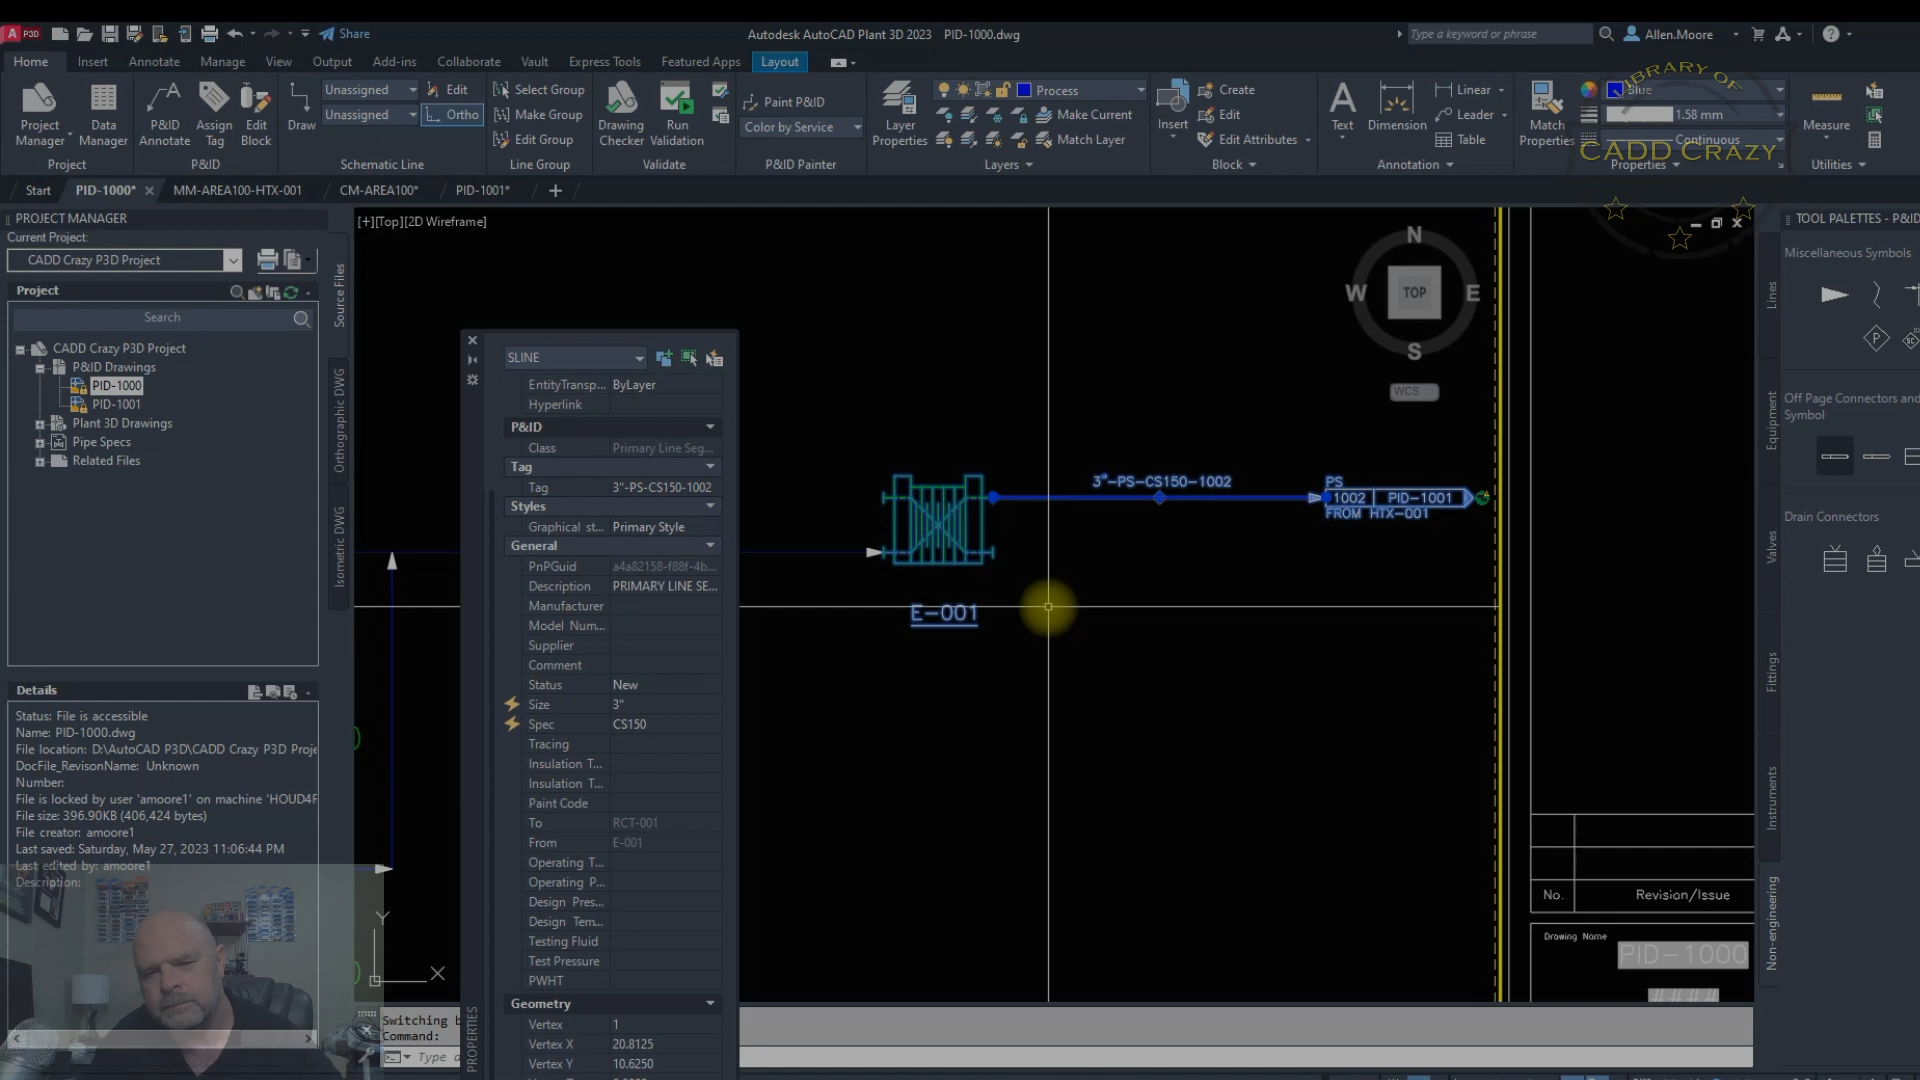 A P3D
Share
Autodesk AutoCAD Plant 3D 2023 PID-1000.dwg
Type a keyword or phrase
Allen.Moore
Home Insert Annotate Manage View Output Add-ins Collaborate Vault Express Tools Featured Apps Layout
Project Manager
Data Manager
Project
P&ID Annotate
Assign Tag
Edit Block
P&ID
Draw
Unassigned
Unassigned
Edit
Ortho
Schematic Line
Select Group
Make Group
Edit Group
Line Group
Drawing Checker
Run Validation
Validate
Paint P&ID
Color by Service
P&ID Painter
Layer Properties
Process
Make Current
Match Layer
Layers
Insert
Create
Edit
Edit Attributes
Block
Text
Dimension
Linear
Leader
Table
Annotation
Match Properties
Blue
1.58 mm
Continuous
Properties
LIBRARY OF
CADD CRAZY
Measure
Utilities
Start PID-1000* MM-AREA100-HTX-001 CM-AREA100* PID-1001*
PROJECT MANAGER
Current Project:
CADD Crazy P3D Project
Project
Search
CADD Crazy P3D Project
P&ID Drawings
PID-1000
PID-1001
Plant 3D Drawings
Pipe Specs
Related Files
Source Files
Orthographic DWG
Isometric DWG
Details
Status: File is accessible
Name: PID-1000.dwg
File location: D:\AutoCAD P3D\CADD Crazy P3D Proje
DocFile_RevisonName: Unknown
Number:
File is locked by user 'amoore1' on machine 'HOUD4F
File size: 396.90KB (406,424 bytes)
File creator: amoore1
Last saved: Saturday, May 27, 2023 11:06:44 PM
Last edited by: amoore1
Description:
[+][Top][2D Wireframe]
SLINE
EntityTransp... ByLayer
Hyperlink
P&ID
Class Primary Line Seg...
Tag
Tag 3"-PS-CS150-1002
Styles
Graphical st... Primary Style
General
PnPGuid a4a82158-f88f-4b...
Description PRIMARY LINE SE...
Manufacturer
Model Num...
Supplier
Comment
Status New
Size 3"
Spec CS150
Tracing
Insulation T...
Insulation T...
Paint Code
To RCT-001
From E-001
Operating T...
Operating P...
Design Pres...
Design Tem...
Testing Fluid
Test Pressure
PWHT
Geometry
Vertex 1
Vertex X 20.8125
Vertex Y 10.6250
PROPERTIES
3"-PS-CS150-1002
PS
1002 PID-1001
FROM HTX-001
E-001
N
W TOP E
S
WCS
Y
X
No. Revision/Issue
Drawing Name
PID-1000
Switching b
Command:
Type a
TOOL PALETTES - P&ID
Miscellaneous Symbols
P
Off Page Connectors and
Symbol
Drain Connectors
Lines
Equipment
Valves
Fittings
Instruments
Non-engineering